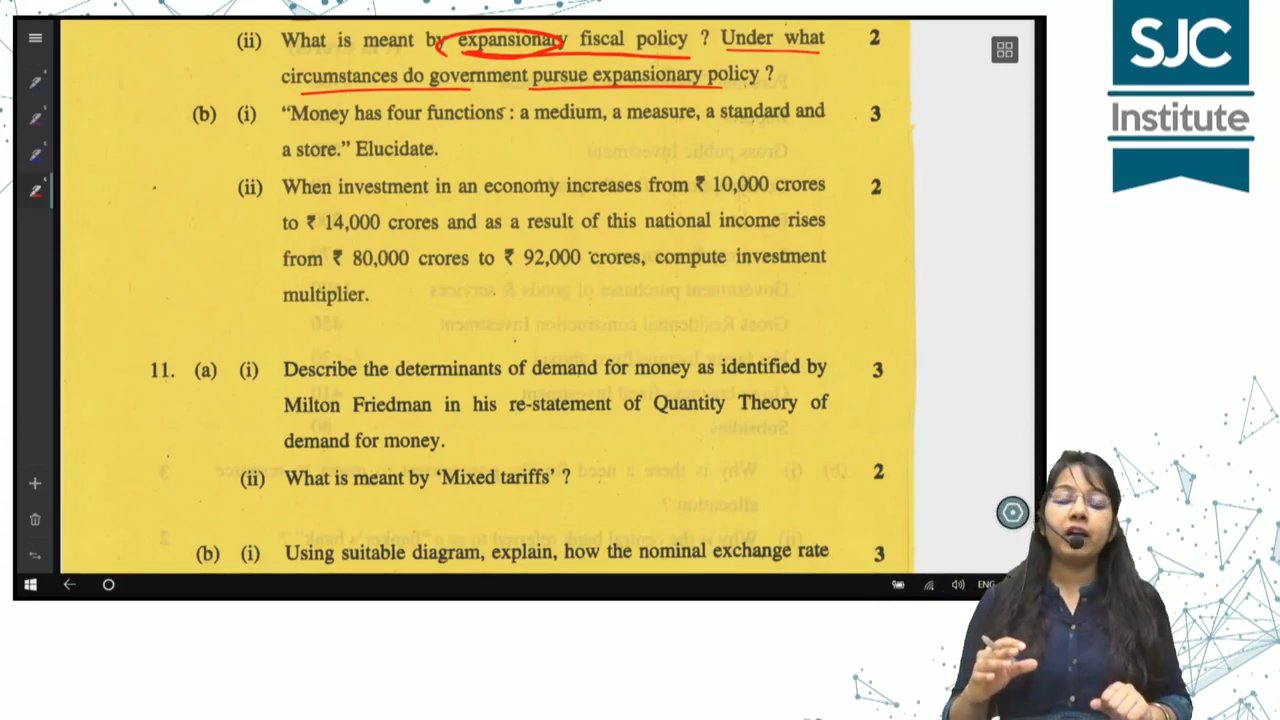 (ii) What is meant by expansionary fiscal policy ? Under what 2
circumstances do government pursue expansionary policy ?
(b) (i) “Money has four functions : a medium, a measure, a standard and 3
a store.” Elucidate.
(ii) When investment in an economy increases from ₹ 10,000 crores 2
to ₹ 14,000 crores and as a result of this national income rises
from ₹ 80,000 crores to ₹ 92,000 crores, compute investment
multiplier.
11. (a) (i) Describe the determinants of demand for money as identified by 3
Milton Friedman in his re-statement of Quantity Theory of
demand for money.
(ii) What is meant by ‘Mixed tariffs’ ? 2
(b) (i) Using suitable diagram, explain, how the nominal exchange rate 3
ENG
SJC
Institute